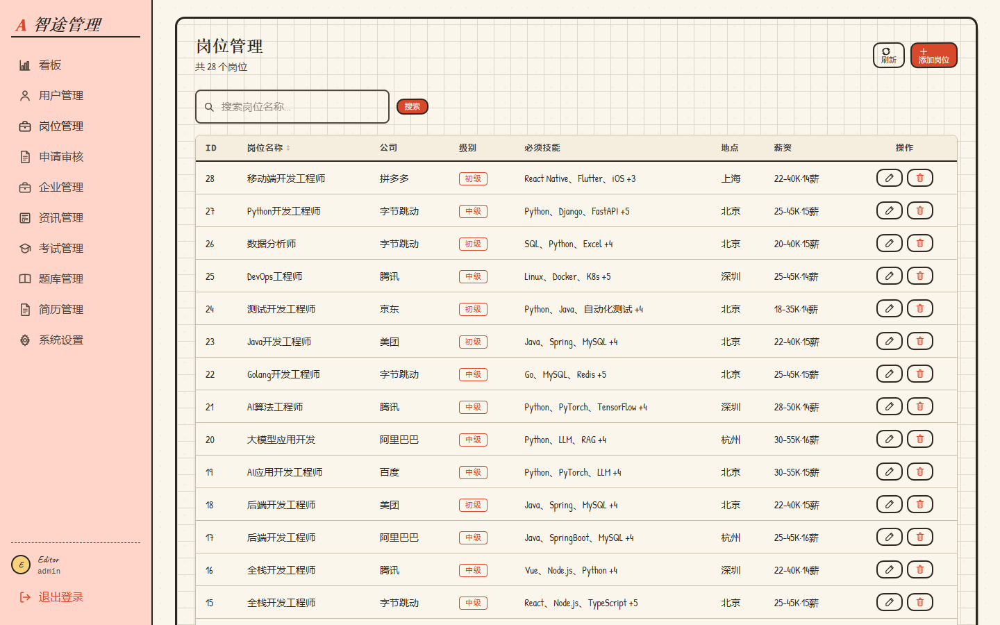 A 智途管理
看板
用户管理
岗位管理
申请审核
企业管理
资讯管理
考试管理
题库管理
简历管理
系统设置
E
Editor
admin
退出登录
岗位管理
共 28 个岗位
刷新
添加岗位
搜索岗位名称...
搜索
ID 岗位名称 公司 级别 必须技能 地点 薪资 操作
28 移动端开发工程师 拼多多 初级 React Native、Flutter、iOS +3 上海 22-40K·14薪
27 Python开发工程师 字节跳动 中级 Python、Django、FastAPI +5 北京 25-45K·15薪
26 数据分析师 字节跳动 初级 SQL、Python、Excel +4 北京 20-40K·15薪
25 DevOps工程师 腾讯 中级 Linux、Docker、K8s +5 深圳 25-45K·14薪
24 测试开发工程师 京东 初级 Python、Java、自动化测试 +4 北京 18-35K·14薪
23 Java开发工程师 美团 初级 Java、Spring、MySQL +4 北京 22-40K·15薪
22 Golang开发工程师 字节跳动 中级 Go、MySQL、Redis +5 北京 25-45K·15薪
21 AI算法工程师 腾讯 中级 Python、PyTorch、TensorFlow +4 深圳 28-50K·14薪
20 大模型应用开发 阿里巴巴 中级 Python、LLM、RAG +4 杭州 30-55K·16薪
19 AI应用开发工程师 百度 中级 Python、PyTorch、LLM +4 北京 30-55K·15薪
18 后端开发工程师 美团 初级 Java、Spring、MySQL +4 北京 22-40K·15薪
17 后端开发工程师 阿里巴巴 中级 Java、SpringBoot、MySQL +4 杭州 25-45K·16薪
16 全栈开发工程师 腾讯 中级 Vue、Node.js、Python +4 深圳 22-40K·14薪
15 全栈开发工程师 字节跳动 中级 React、Node.js、TypeScript +5 北京 25-45K·15薪